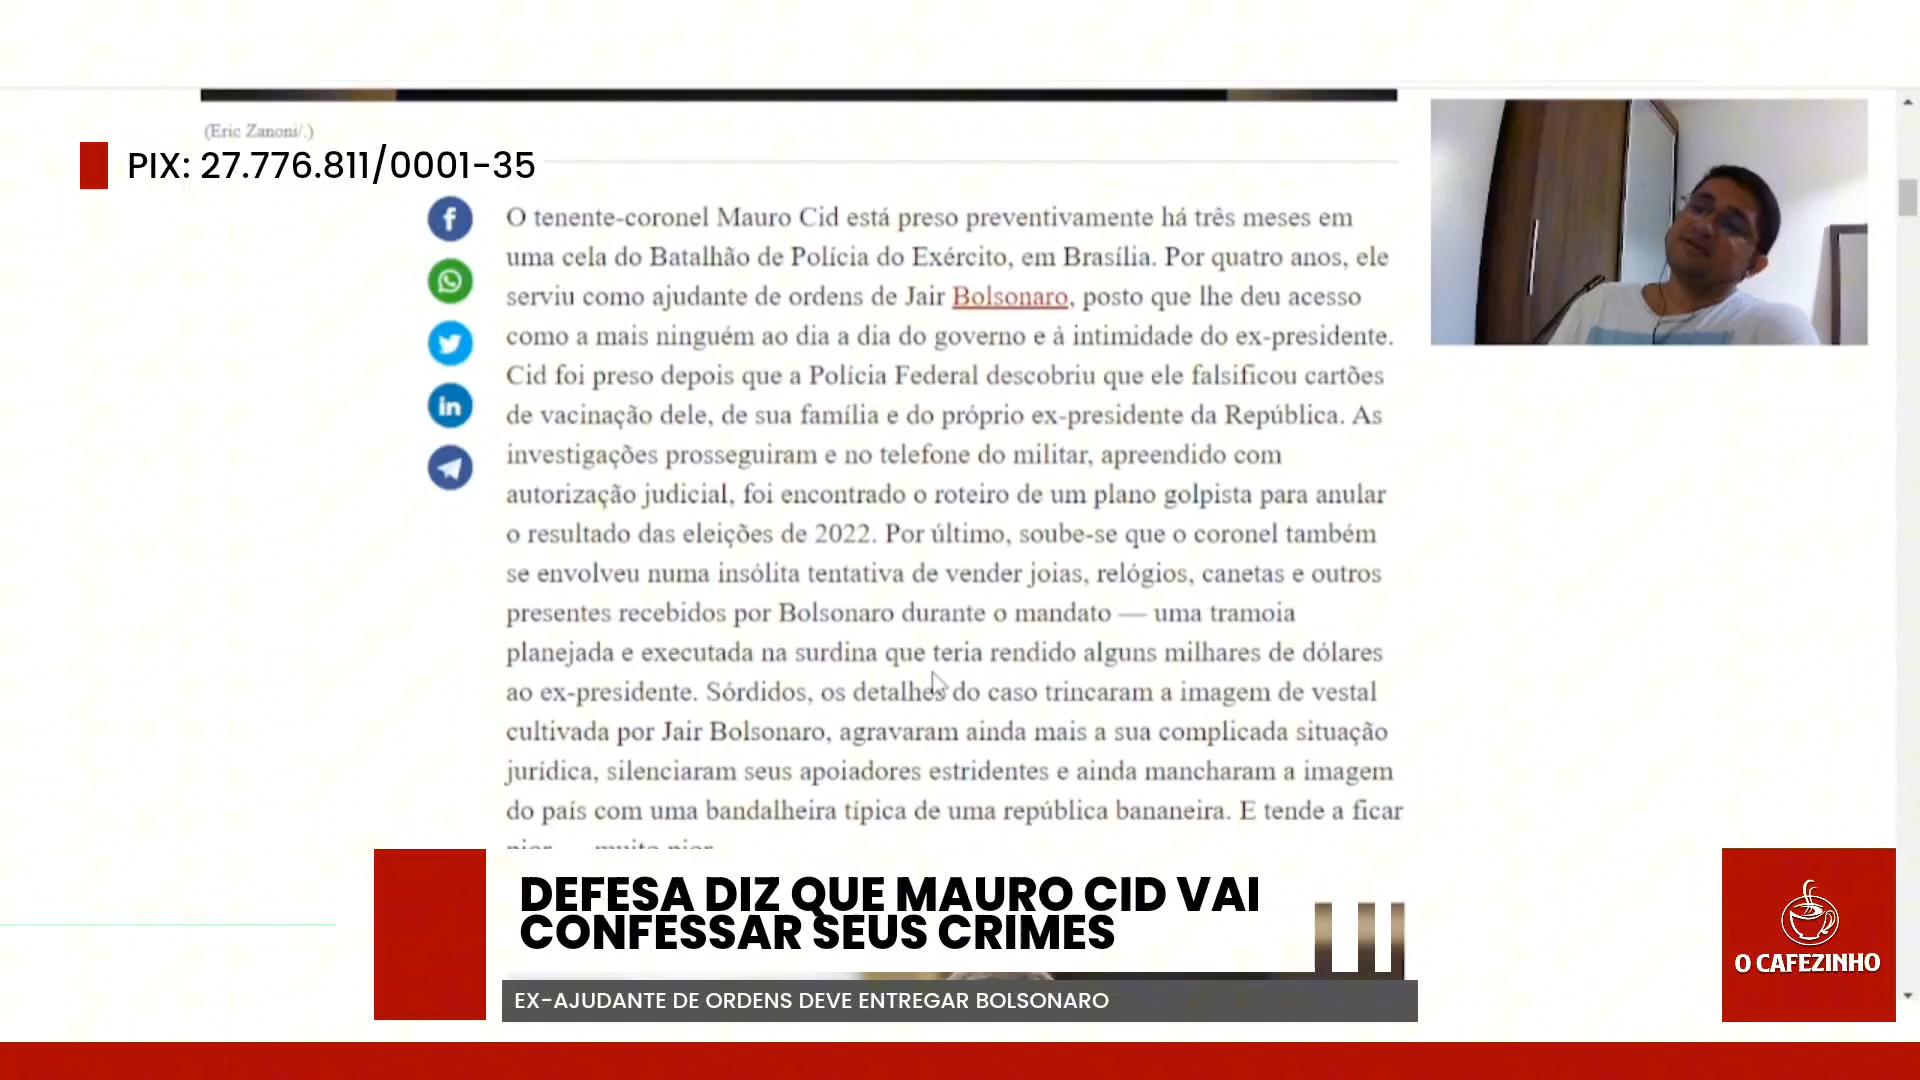 (Eric Zanoni/.)
PIX: 27.776.811/0001-35
O tenente-coronel Mauro Cid está preso preventivamente há três meses em
uma cela do Batalhão de Polícia do Exército, em Brasília. Por quatro anos, ele
serviu como ajudante de ordens de Jair Bolsonaro, posto que lhe deu acesso
como a mais ninguém ao dia a dia do governo e à intimidade do ex-presidente.
Cid foi preso depois que a Polícia Federal descobriu que ele falsificou cartões
de vacinação dele, de sua família e do próprio ex-presidente da República. As
investigações prosseguiram e no telefone do militar, apreendido com
autorização judicial, foi encontrado o roteiro de um plano golpista para anular
o resultado das eleições de 2022. Por último, soube-se que o coronel também
se envolveu numa insólita tentativa de vender joias, relógios, canetas e outros
presentes recebidos por Bolsonaro durante o mandato — uma tramoia
planejada e executada na surdina que teria rendido alguns milhares de dólares
ao ex-presidente. Sórdidos, os detalhes do caso trincaram a imagem de vestal
cultivada por Jair Bolsonaro, agravaram ainda mais a sua complicada situação
jurídica, silenciaram seus apoiadores estridentes e ainda mancharam a imagem
do país com uma bandalheira típica de uma república bananeira. E tende a ficar
DEFESA DIZ QUE MAURO CID VAI
CONFESSAR SEUS CRIMES
EX-AJUDANTE DE ORDENS DEVE ENTREGAR BOLSONARO
O CAFEZINHO